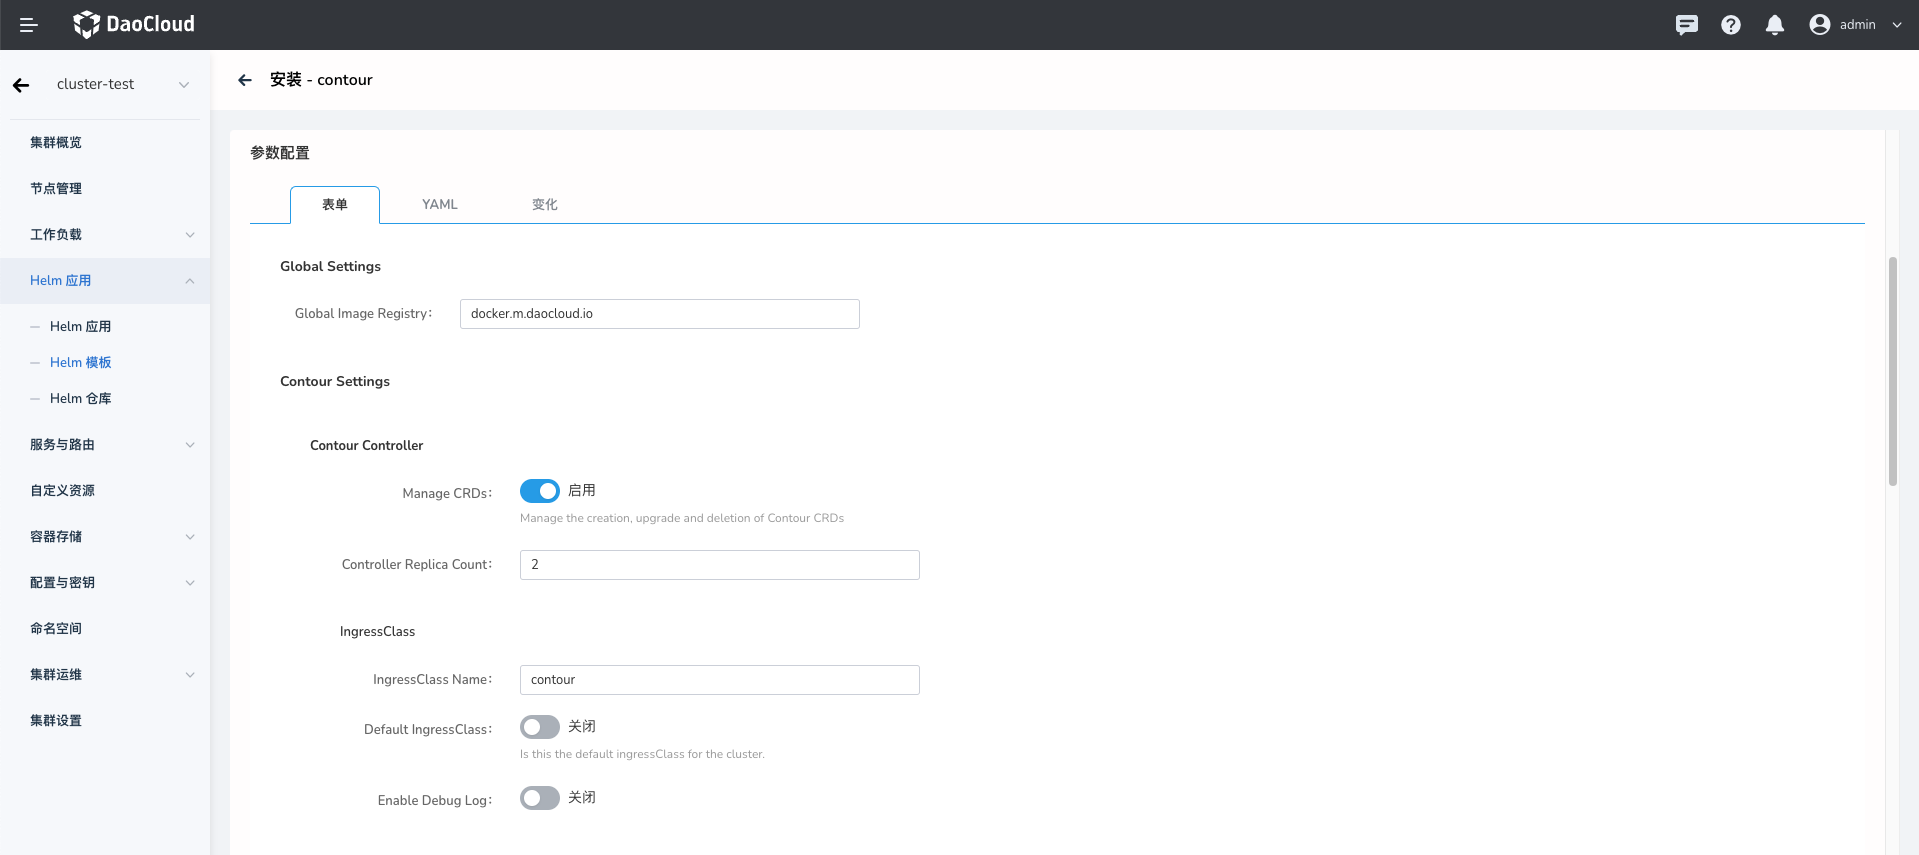 DaoCloud
admin
cluster-test
集群概览
节点管理
工作负载
Helm 应用
Helm 应用
Helm 模板
Helm 仓库
服务与路由
自定义资源
容器存储
配置与密钥
命名空间
集群运维
集群设置
安装 - contour
参数配置
表单 YAML 变化
Global Settings
Global Image Registry: docker.m.daocloud.io
Contour Settings
Contour Controller
Manage CRDs: 启用
Manage the creation, upgrade and deletion of Contour CRDs
Controller Replica Count: 2
IngressClass
IngressClass Name: contour
Default IngressClass: 关闭
Is this the default ingressClass for the cluster.
Enable Debug Log: 关闭